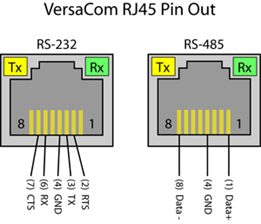 VersaCom RJ45 Pin Out
RS-232
RS-485
Tx
Rx
Tx
Rx
8
1
8
1
(7) CTS
(6) RX
(4) GND
(3) TX
(2) RTS
(8) Data -
(4) GND
(1) Data+